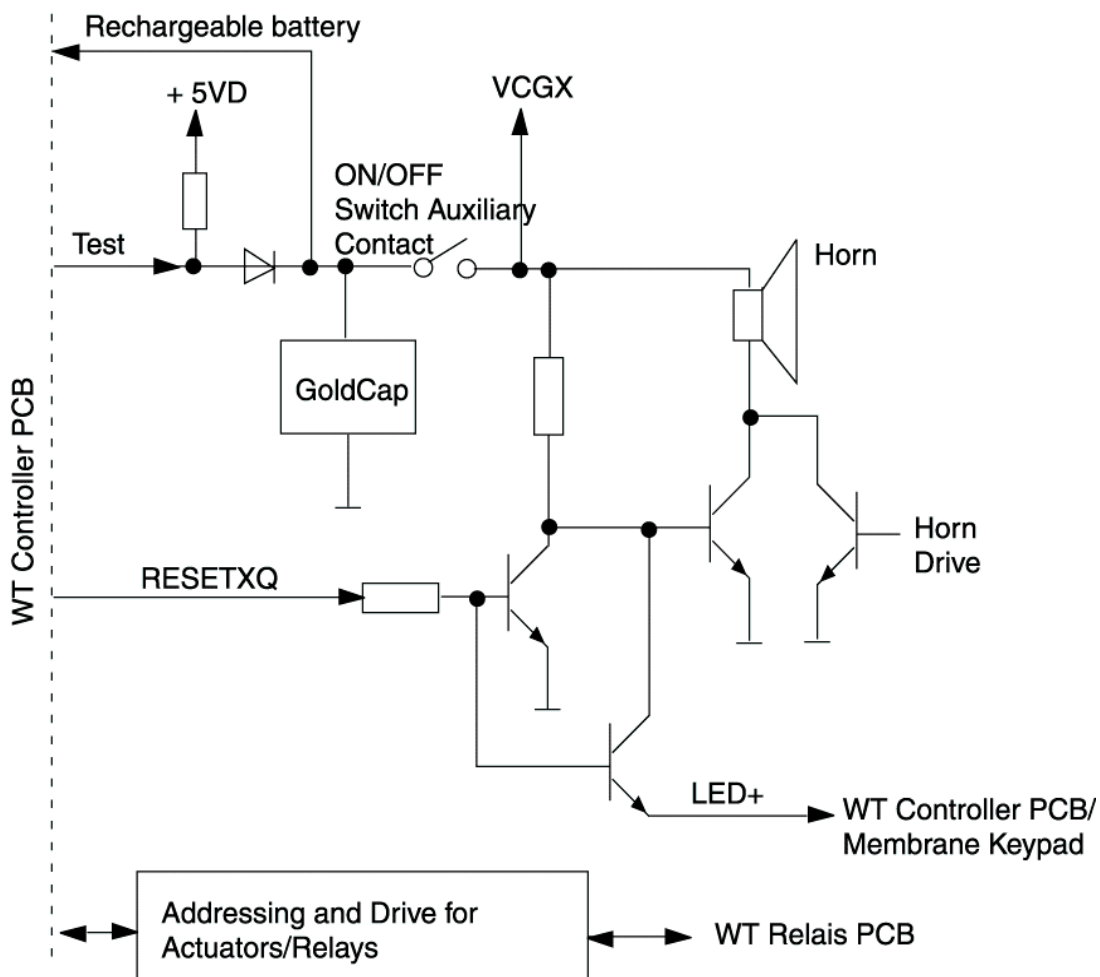 Rechargeable battery
+ 5VD
VCGX
ON/OFF
Switch Auxiliary
Contact
Test
Horn
GoldCap
WT Controller PCB
RESETXQ
Horn
Drive
LED+
WT Controller PCB/
Membrane Keypad
Addressing and Drive for
Actuators/Relays
WT Relais PCB